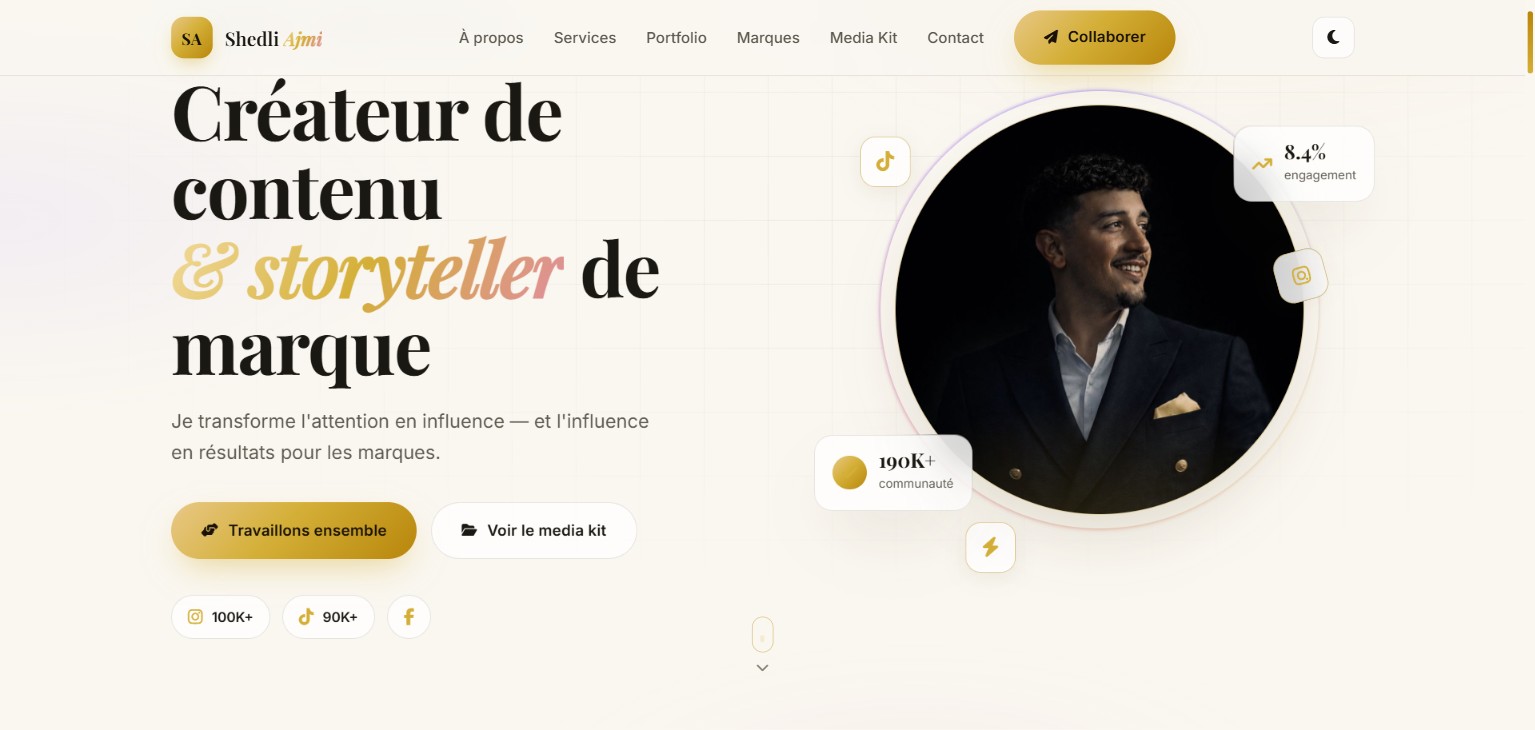 SA Shedli Ajmi À propos Services Portfolio Marques Media Kit Contact Collaborer
Créateur de
contenu
& storyteller de
marque
Je transforme l'attention en influence — et l'influence
en résultats pour les marques.
Travaillons ensemble Voir le media kit
100K+ 90K+
8.4%
engagement
190K+
communauté